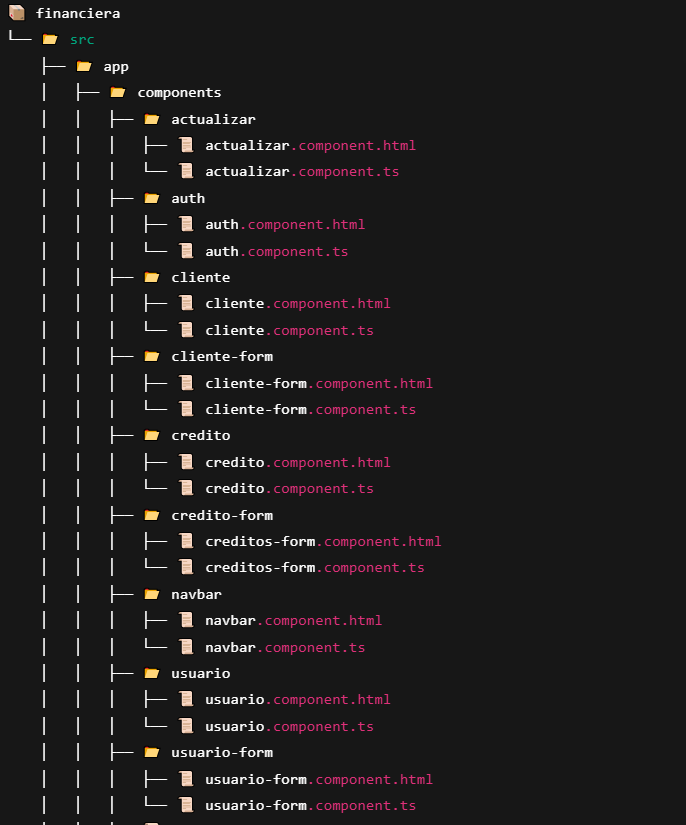 financiera
└── src
├── app
│ ├── components
│ │ ├── actualizar
│ │ │ ├── actualizar.component.html
│ │ │ └── actualizar.component.ts
│ │ ├── auth
│ │ │ ├── auth.component.html
│ │ │ └── auth.component.ts
│ │ ├── cliente
│ │ │ ├── cliente.component.html
│ │ │ └── cliente.component.ts
│ │ ├── cliente-form
│ │ │ ├── cliente-form.component.html
│ │ │ └── cliente-form.component.ts
│ │ ├── credito
│ │ │ ├── credito.component.html
│ │ │ └── credito.component.ts
│ │ ├── credito-form
│ │ │ ├── creditos-form.component.html
│ │ │ └── creditos-form.component.ts
│ │ ├── navbar
│ │ │ ├── navbar.component.html
│ │ │ └── navbar.component.ts
│ │ ├── usuario
│ │ │ ├── usuario.component.html
│ │ │ └── usuario.component.ts
│ │ ├── usuario-form
│ │ │ ├── usuario-form.component.html
│ │ │ └── usuario-form.component.ts